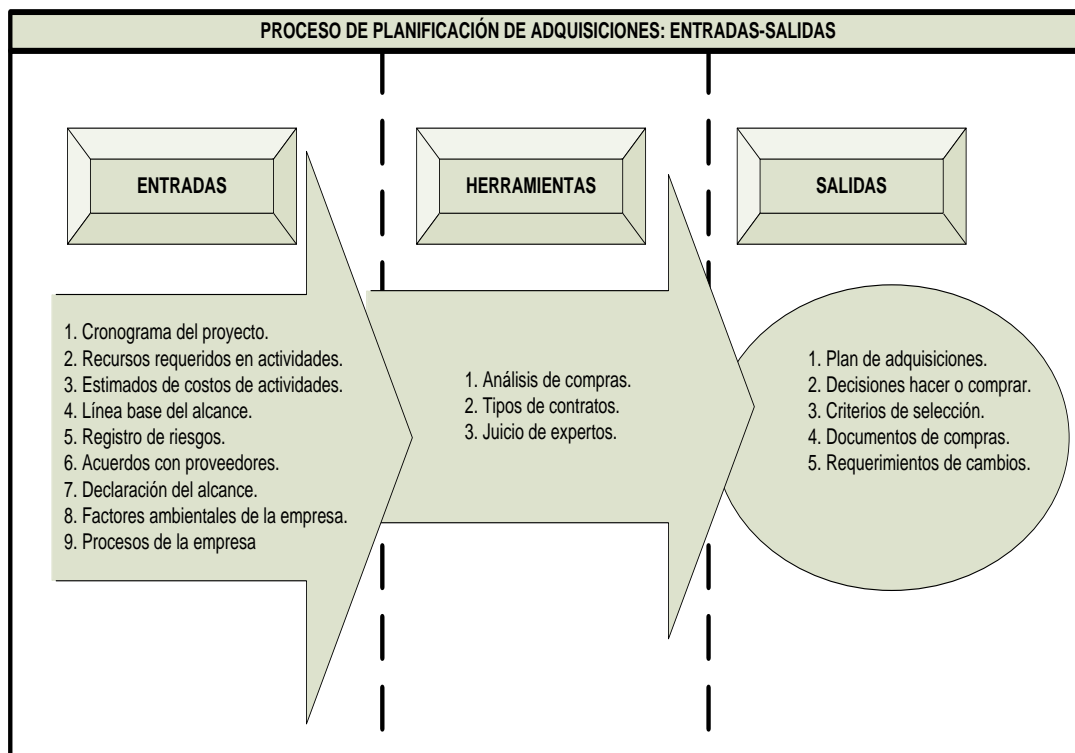 PROCESO DE PLANIFICACIÓN DE ADQUISICIONES: ENTRADAS-SALIDAS
ENTRADAS
1. Cronograma del proyecto.
2. Recursos requeridos en actividades.
3. Estimados de costos de actividades.
4. Línea base del alcance.
5. Registro de riesgos.
6. Acuerdos con proveedores.
7. Declaración del alcance.
8. Factores ambientales de la empresa.
9. Procesos de la empresa
HERRAMIENTAS
1. Análisis de compras.
2. Tipos de contratos.
3. Juicio de expertos.
SALIDAS
1. Plan de adquisiciones.
2. Decisiones hacer o comprar.
3. Criterios de selección.
4. Documentos de compras.
5. Requerimientos de cambios.